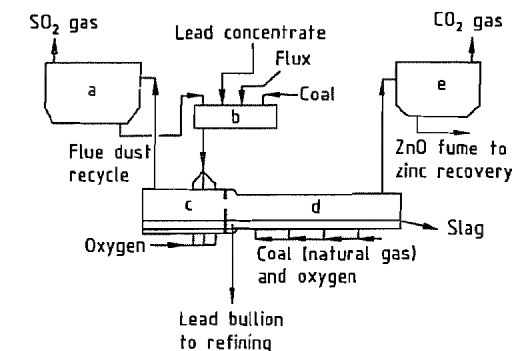 SO2 gas
CO2 gas
Lead concentrate
Flux
Coal
a
b
e
Flue dust
recycle
ZnO fume to
zinc recovery
c
d
Slag
Oxygen
Coal (natural gas)
and oxygen
Lead bullion
to refining